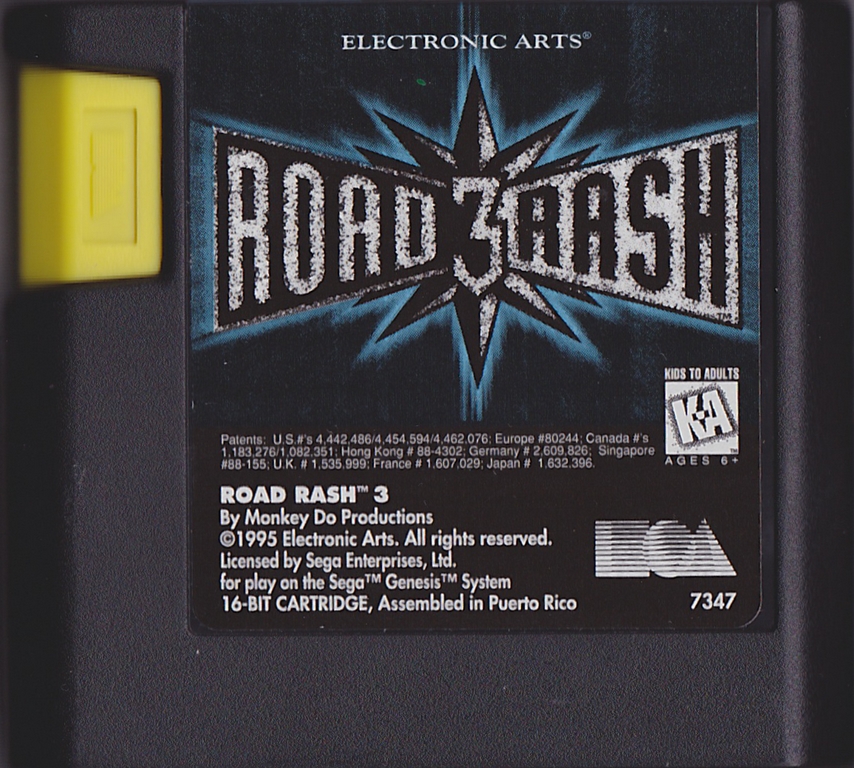 ELECTRONIC ARTS®
ROAD 3 RASH
KIDS TO ADULTS
K-A
™
AGES 6+
Patents: U.S.#'s 4,442,486/4,454,594/4,462,076; Europe #80244; Canada #'s
1,183,276/1,082,351; Hong Kong # 88-4302; Germany # 2,609,826; Singapore
#88-155; U.K. # 1,535,999; France # 1,607,029; Japan # 1,632,396.
ROAD RASH™ 3
By Monkey Do Productions
©1995 Electronic Arts. All rights reserved.
Licensed by Sega Enterprises, Ltd.
for play on the Sega™ Genesis™ System
16-BIT CARTRIDGE, Assembled in Puerto Rico
EA
7347